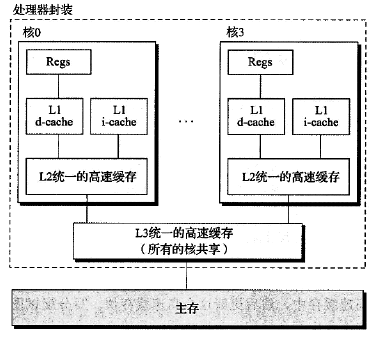 处理器封装
核0
核3
Regs
Regs
L1
d-cache
L1
i-cache
…
L1
d-cache
L1
i-cache
L2统一的高速缓存
L2统一的高速缓存
L3统一的高速缓存
(所有的核共享)
主存